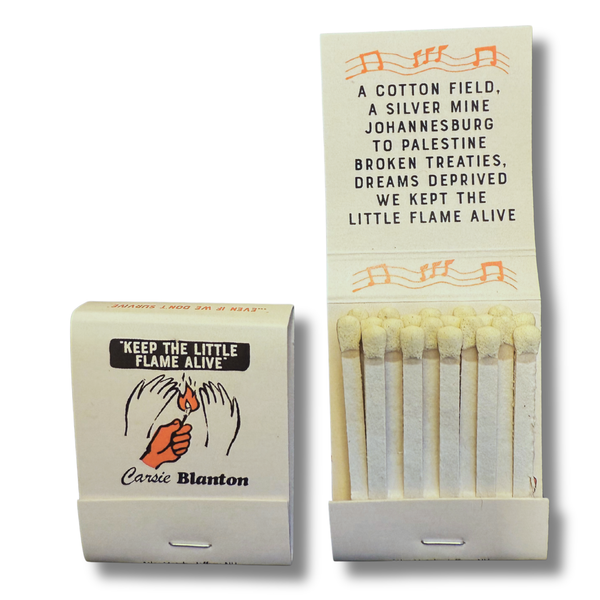 ...EVEN IF WE DON'T SURVIVE
"KEEP THE LITTLE
FLAME ALIVE"
Carsie Blanton
A COTTON FIELD,
A SILVER MINE
JOHANNESBURG
TO PALESTINE
BROKEN TREATIES,
DREAMS DEPRIVED
WE KEPT THE
LITTLE FLAME ALIVE